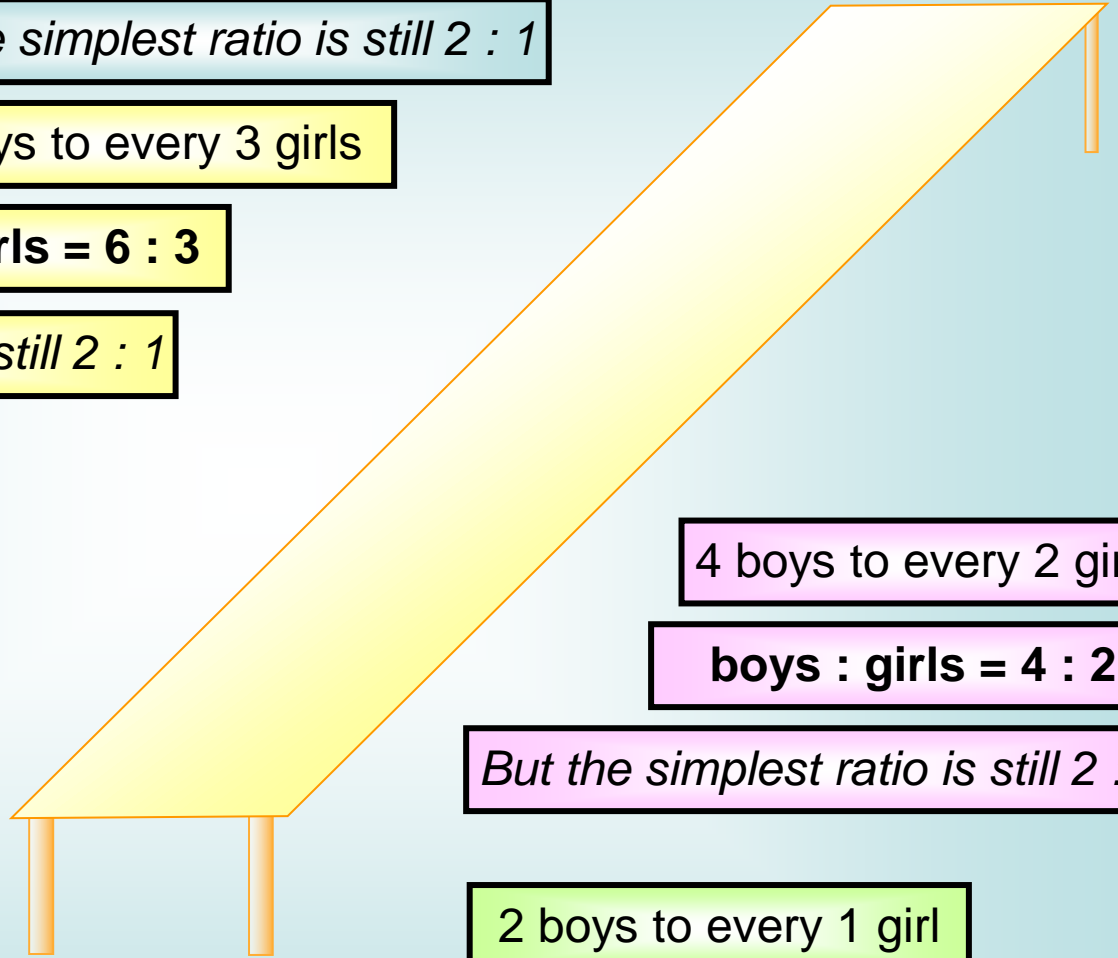 simplest ratio is still 2 : 1
to every 3 girls
= 6 : 3
still 2 : 1
4 boys to every 2
boys : girls = 4 : 2
But the simplest ratio is still 2 :
2 boys to every 1 girl